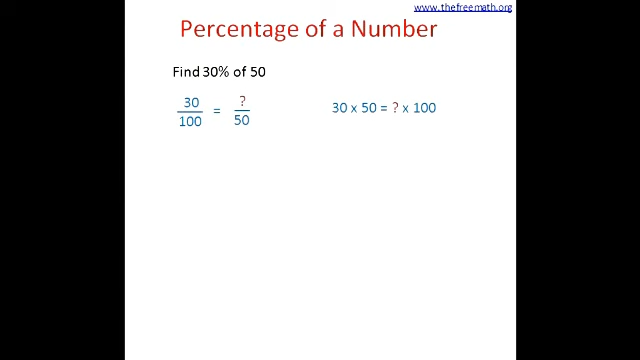 www.thefreemath.org
Percentage of a Number
Find 30% of 50
30/100 = ?/50
30 x 50 = ? x 100